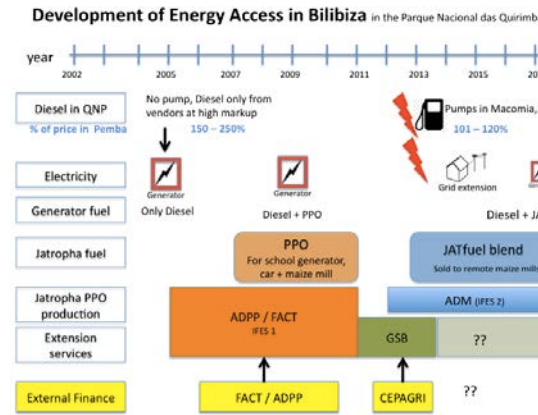 Development of Energy Access in Bilibiza in the Parque Nacional das Quirimb
year
2002 2005 2007 2009 2011 2013 2015
Diesel in QNP
% of price in Pemba
No pump, Diesel only from
vendors at high markup
150 – 250%
Pumps in Macomia,
101 – 120%
Electricity
Generator
Generator
Grid extension
Generator fuel
Only Diesel
Diesel + PPO
Diesel + JA
Jatropha fuel
PPO
For school generator,
car + maize mill
JATfuel blend
Sold to remote maize mills
Jatropha PPO
production
ADPP / FACT
IFES 1
ADM (IFES 2)
Extension
services
GSB
??
External Finance
FACT / ADPP
CEPAGRI
??